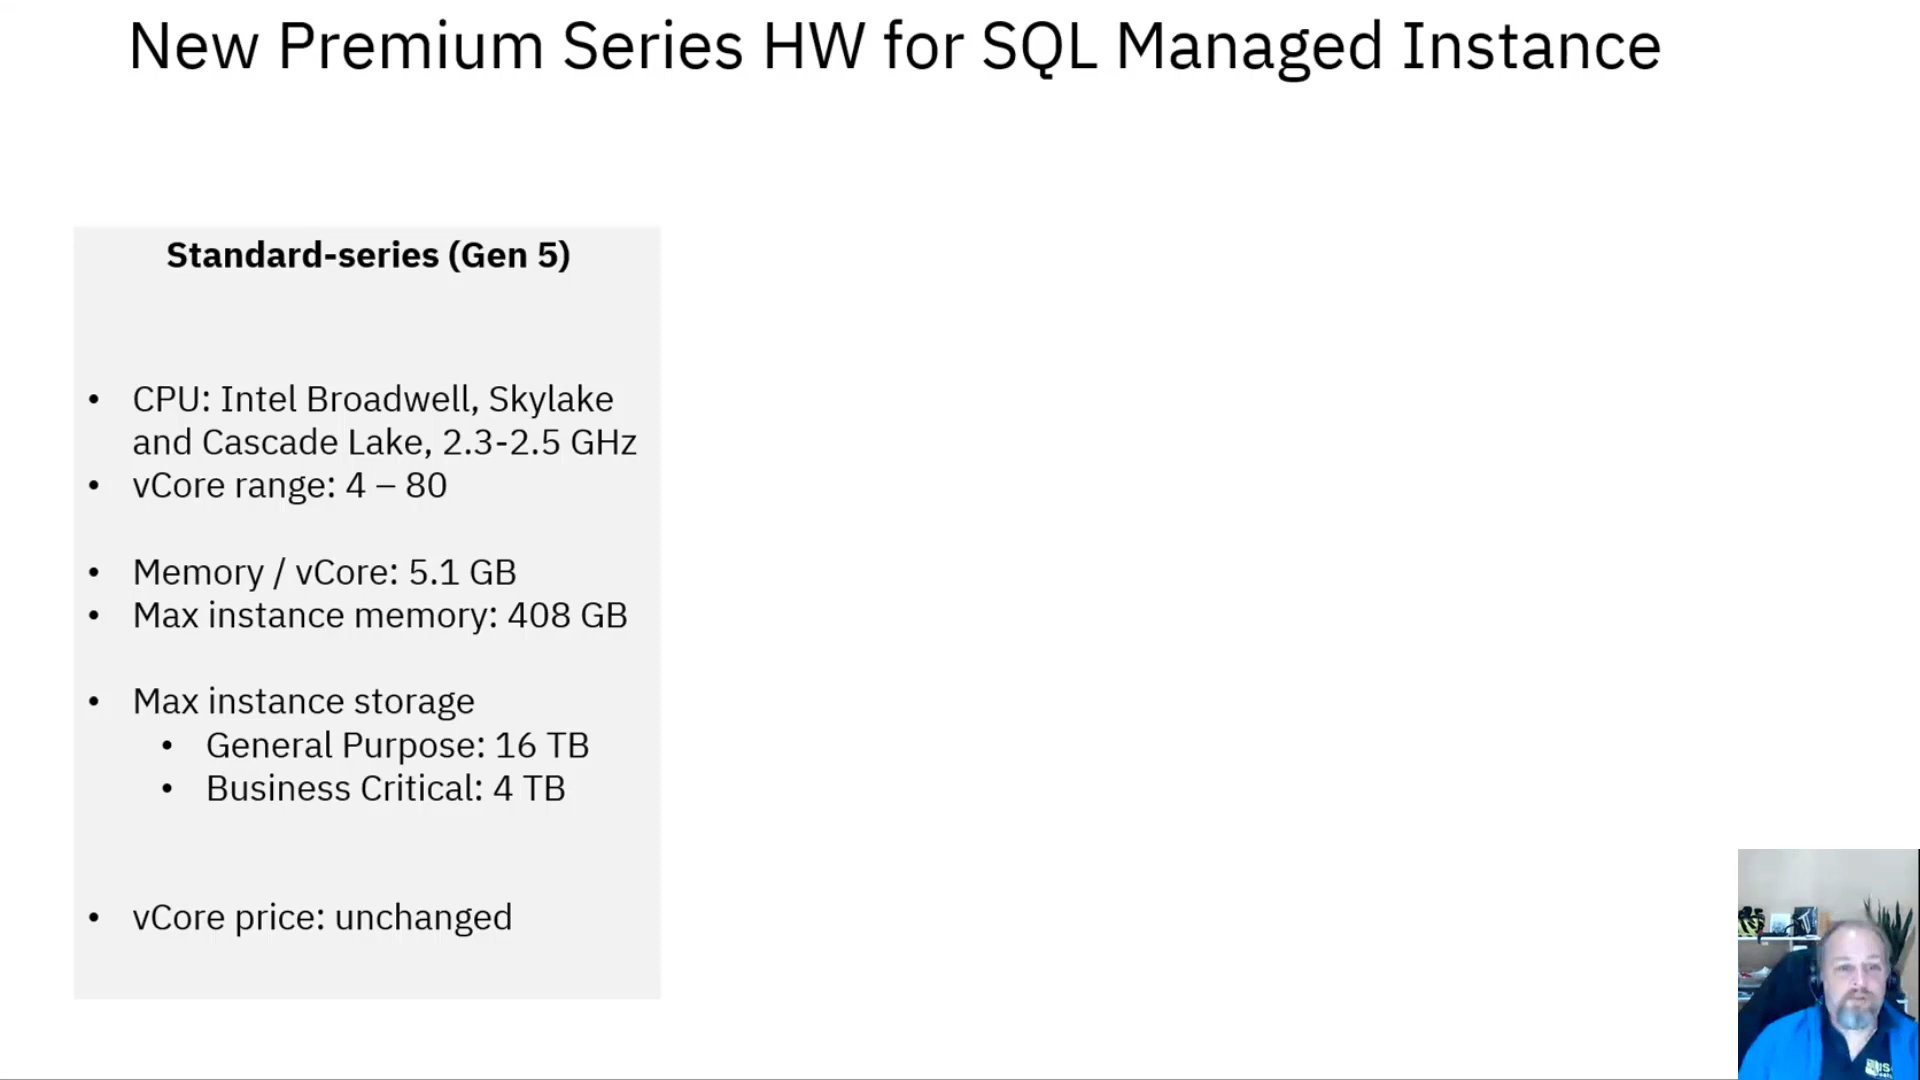 New Premium Series HW for SQL Managed Instance
Standard-series (Gen 5)
• CPU: Intel Broadwell, Skylake
and Cascade Lake, 2.3-2.5 GHz
• vCore range: 4 – 80
• Memory / vCore: 5.1 GB
• Max instance memory: 408 GB
• Max instance storage
• General Purpose: 16 TB
• Business Critical: 4 TB
• vCore price: unchanged